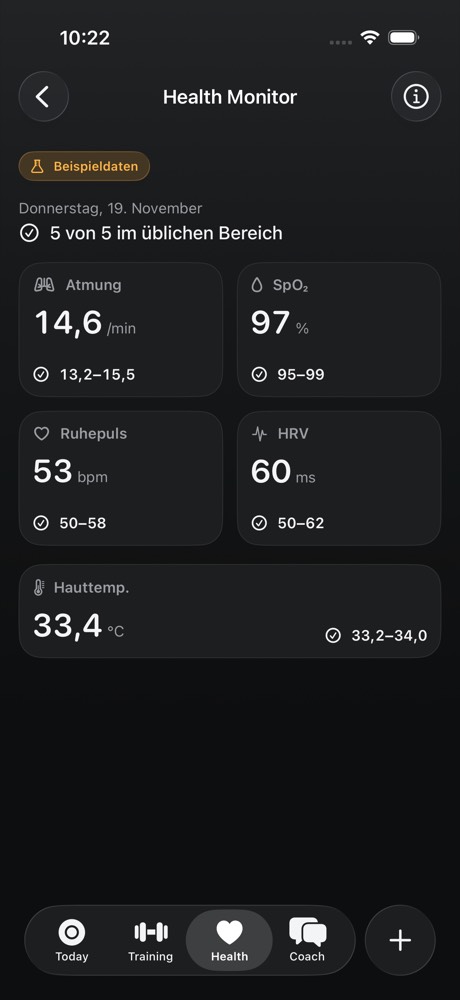 10:22
Health Monitor
Beispieldaten
Donnerstag, 19. November
5 von 5 im üblichen Bereich
Atmung
14,6 /min
13,2–15,5
SpO₂
97 %
95–99
Ruhepuls
53 bpm
50–58
HRV
60 ms
50–62
Hauttemp.
33,4 °C
33,2–34,0
Today
Training
Health
Coach